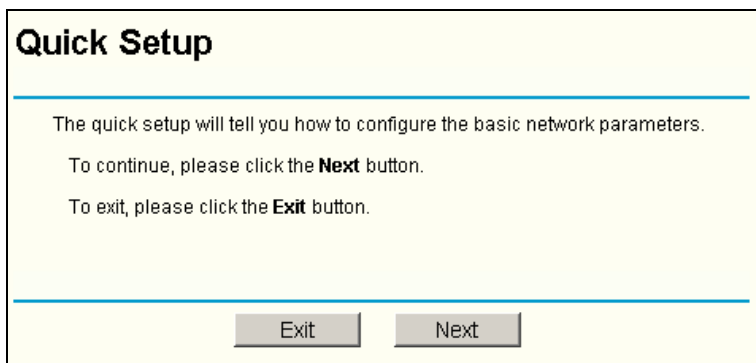 Quick Setup
The quick setup will tell you how to configure the basic network parameters.
To continue, please click the Next button.
To exit, please click the Exit button.
Exit
Next